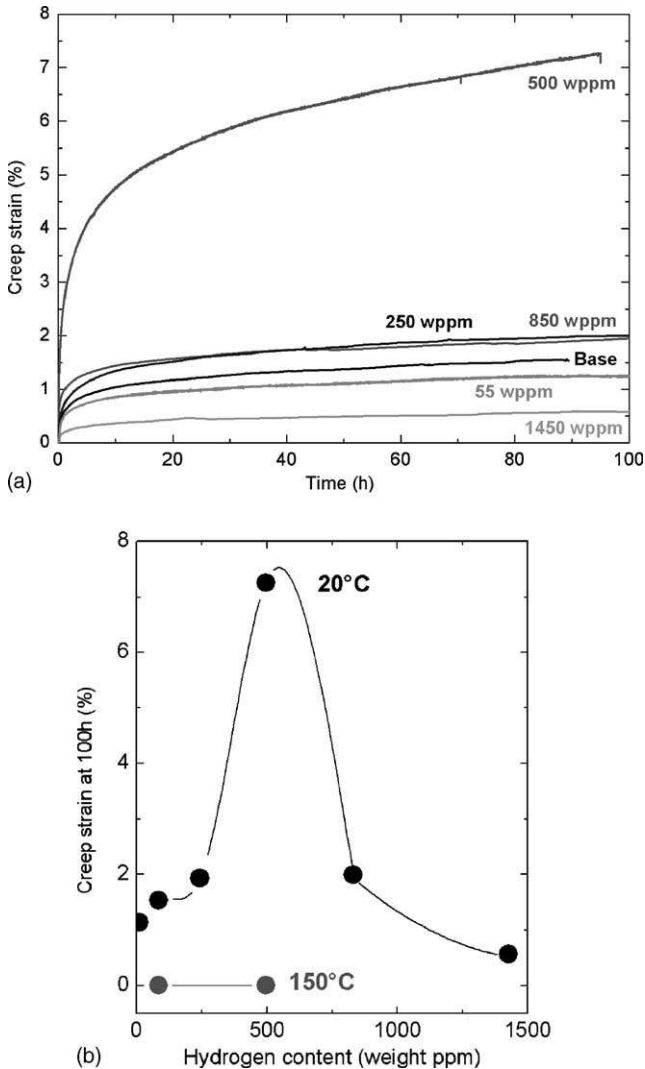 8
7
6
5
4
3
2
1
0
Creep strain (%)
500 wppm
250 wppm
850 wppm
Base
55 wppm
1450 wppm
0 20 40 60 80 100
Time (h)
(a)
8
6
4
2
0
Creep strain at 100h (%)
20°C
150°C
0 500 1000 1500
Hydrogen content (weight ppm)
(b)